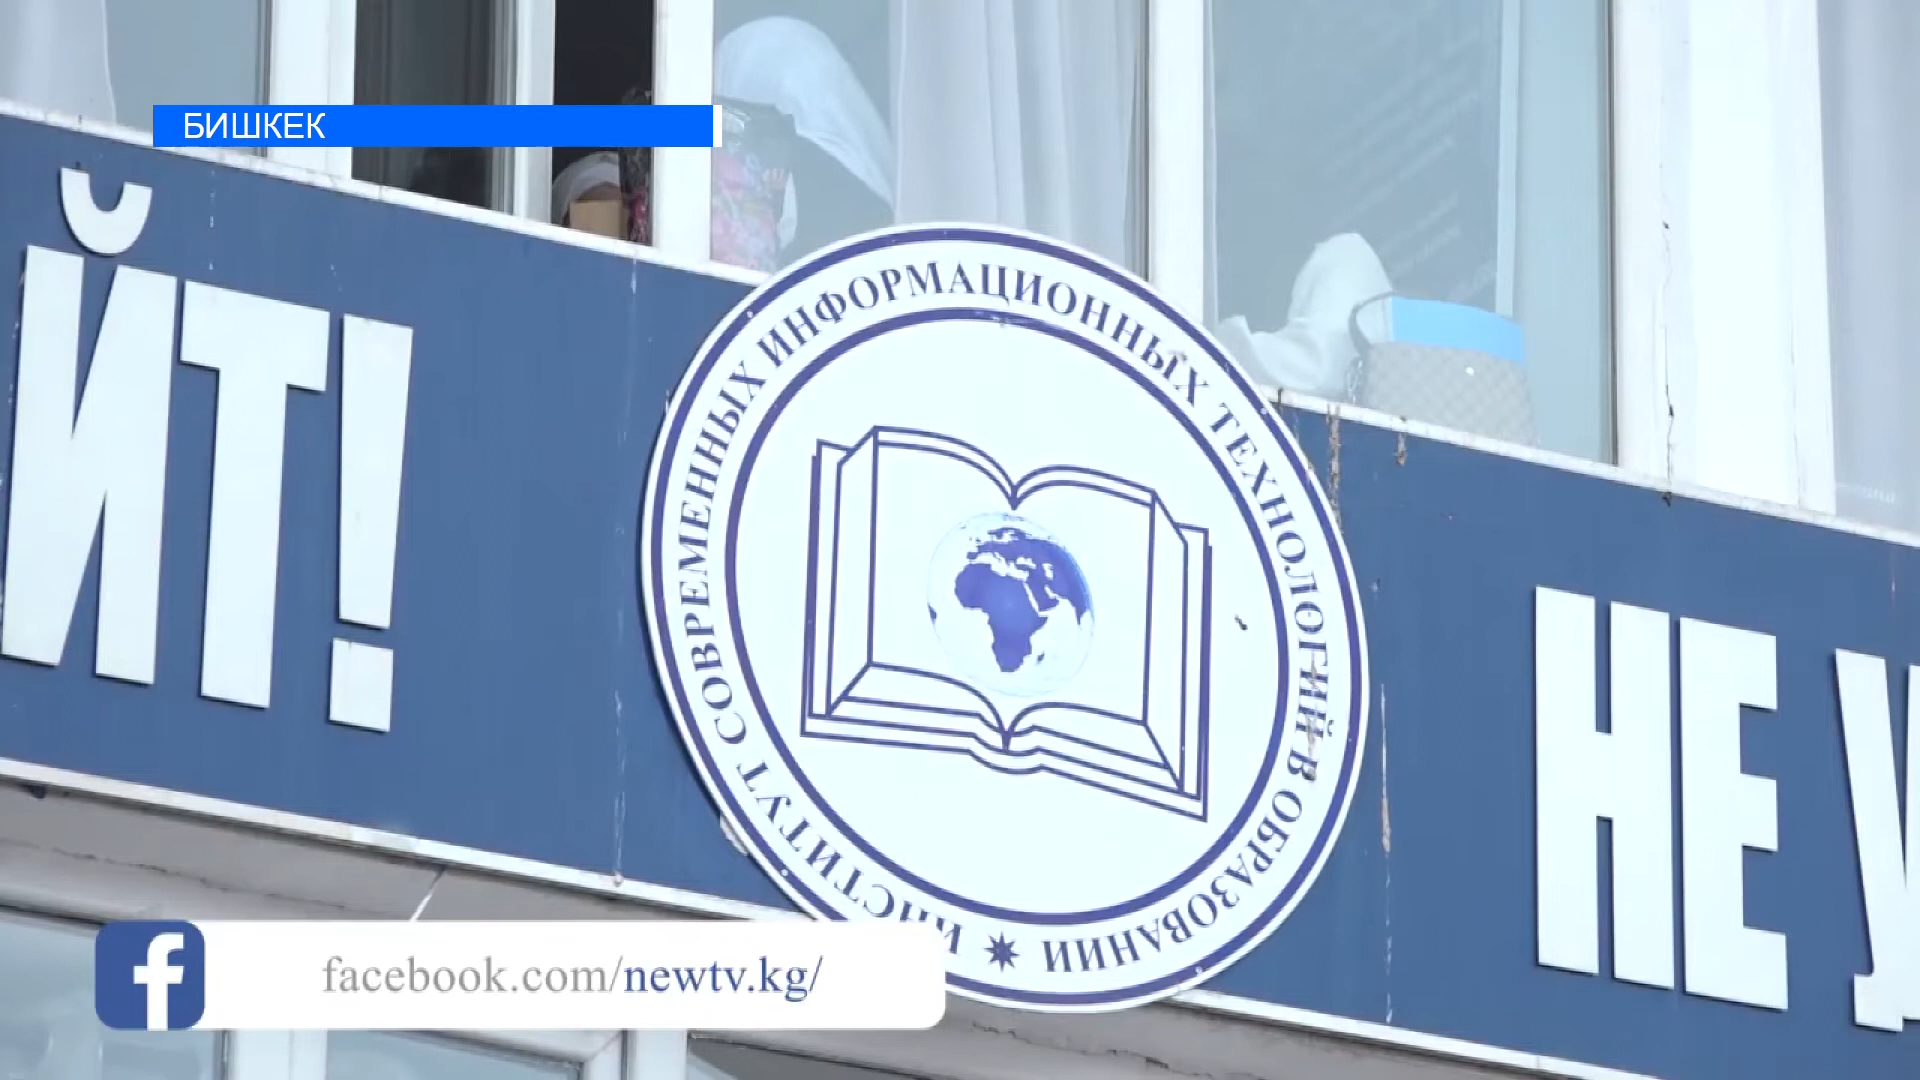 БИШКЕК
ЙТ!
ИНСТИТУТ СОВРЕМЕННЫХ ИНФОРМАЦИОННЫХ ТЕХНОЛОГИЙ В ОБРАЗОВАНИИ
НЕ У
facebook.com/newtv.kg/